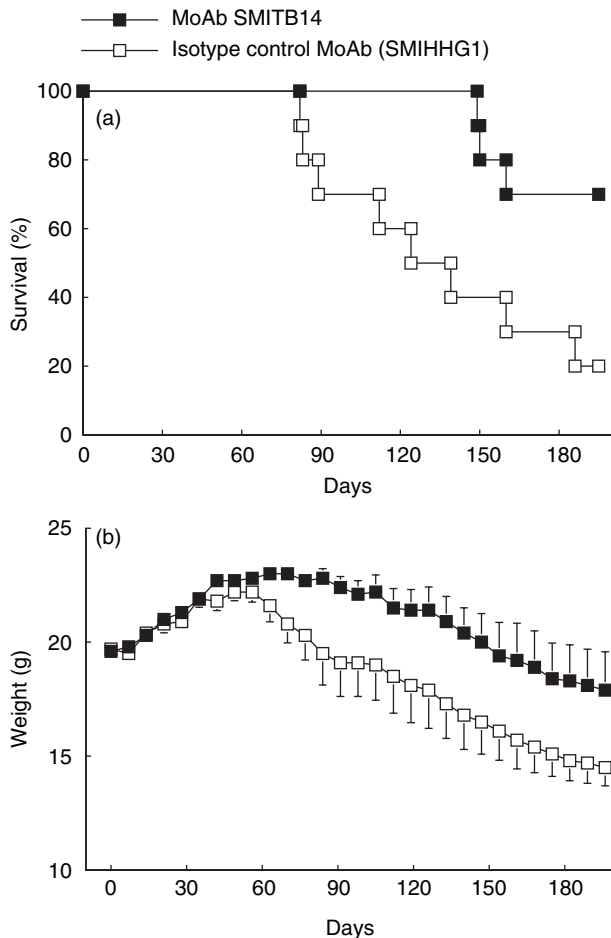 MoAb SMITB14
Isotype control MoAb (SMIHHG1)
(a)
100
80
60
40
20
0
Survival (%)
0 30 60 90 120 150 180
Days
(b)
25
20
15
10
Weight (g)
0 30 60 90 120 150 180
Days